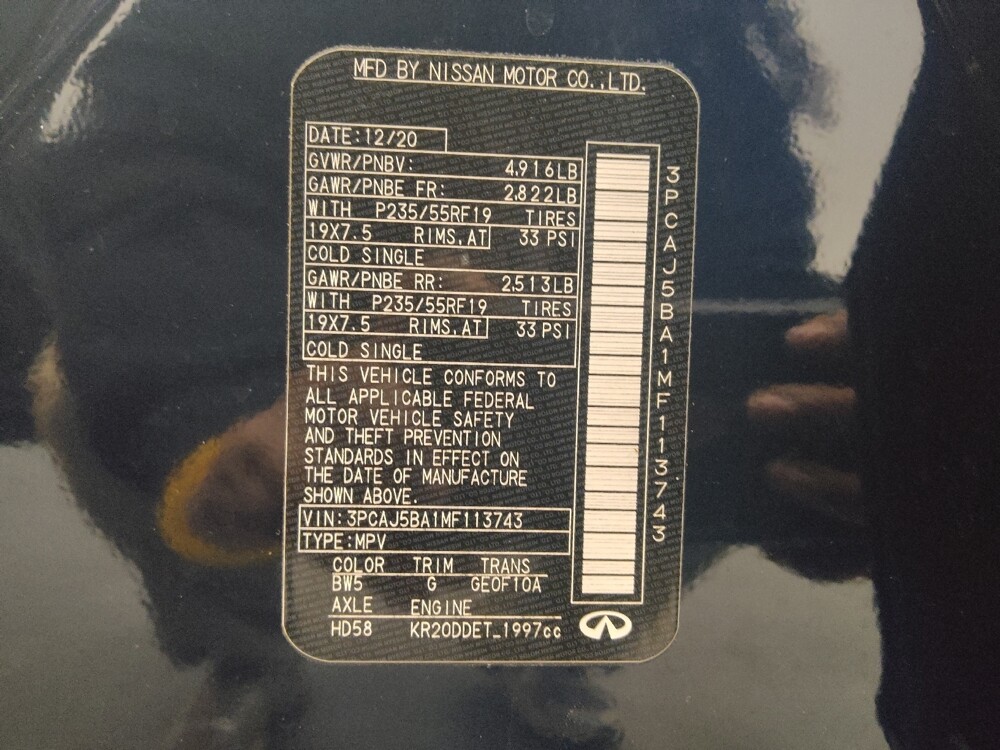 MFD BY NISSAN MOTOR CO.,LTD.
DATE:12/20
GVWR/PNBV: 4,916LB
GAWR/PNBE FR: 2,822LB
WITH P235/55RF19 TIRES
19X7.5 RIMS,AT 33 PSI
COLD SINGLE
GAWR/PNBE RR: 2,513LB
WITH P235/55RF19 TIRES
19X7.5 RIMS,AT 33 PSI
COLD SINGLE
THIS VEHICLE CONFORMS TO
ALL APPLICABLE FEDERAL
MOTOR VEHICLE SAFETY
AND THEFT PREVENTION
STANDARDS IN EFFECT ON
THE DATE OF MANUFACTURE
SHOWN ABOVE.
VIN:3PCAJ5BA1MF113743
TYPE:MPV
COLOR TRIM TRANS
BW5 G GEOF10A
AXLE ENGINE
HD58 KR20DDET_1997cc
3PCAJ5BA1MF113743